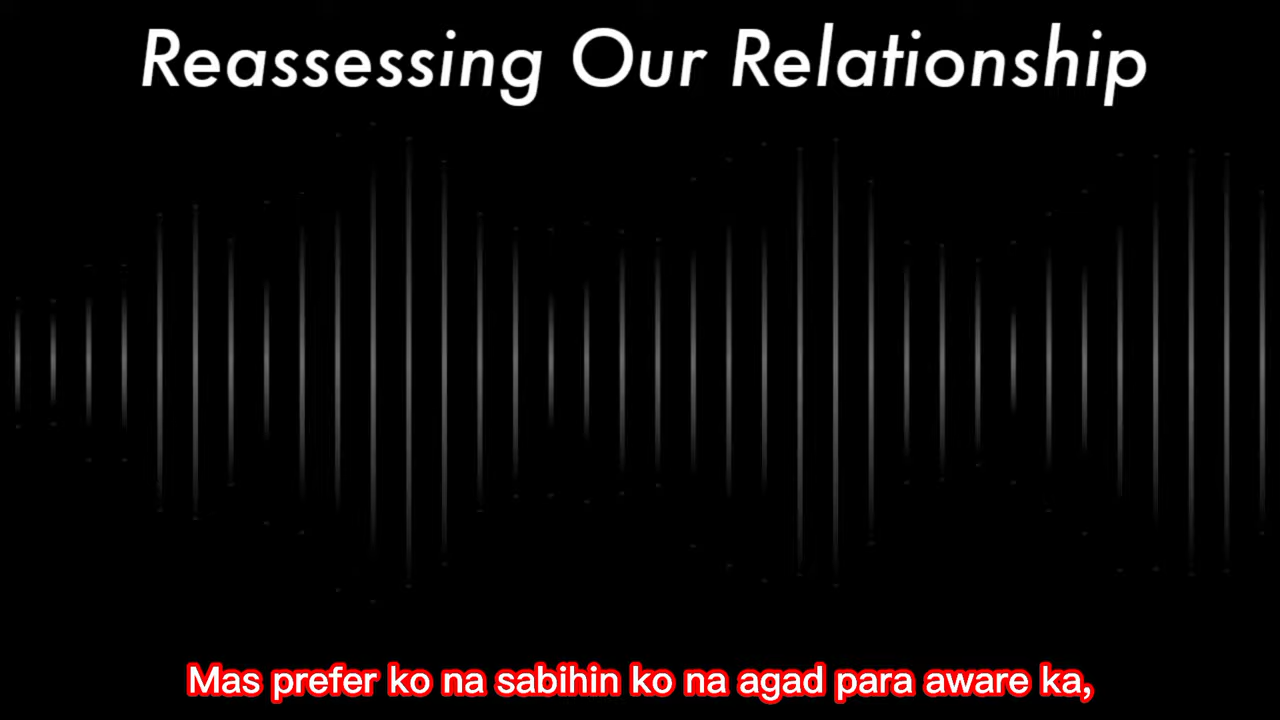 Reassessing Our Relationship
Mas prefer ko na sabihin ko na agad para aware ka,